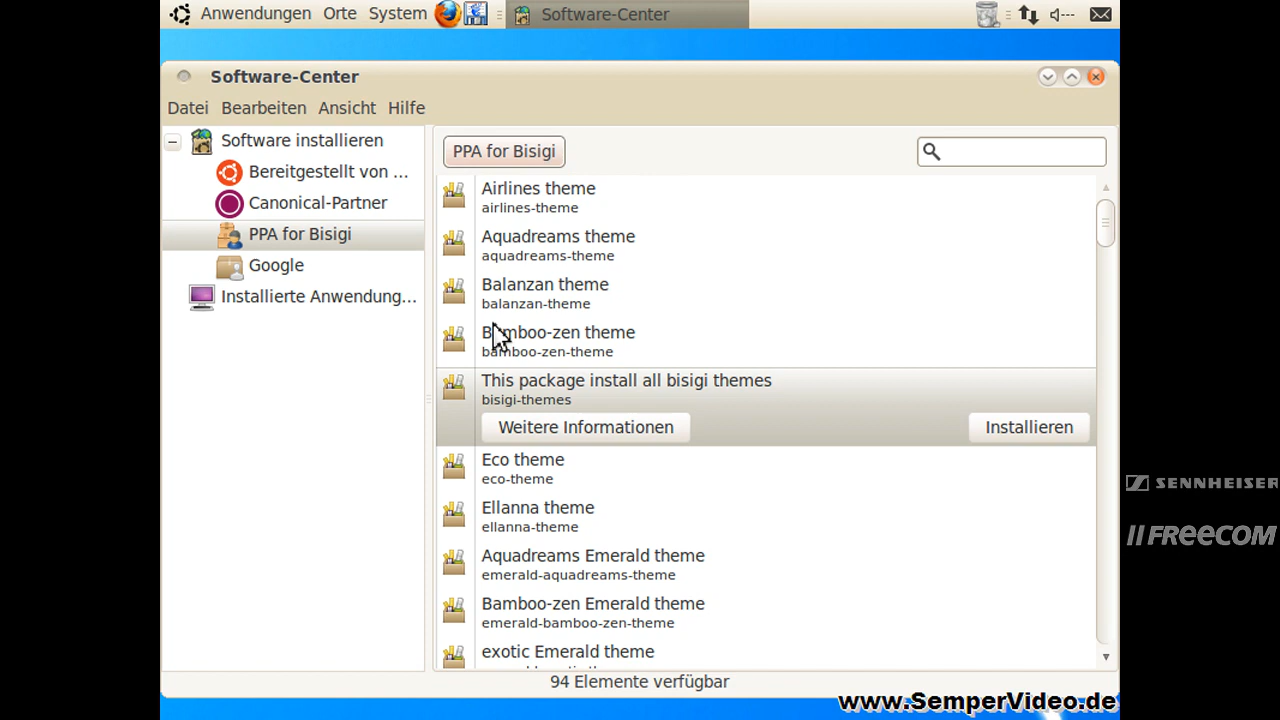 Anwendungen Orte System Software-Center
Software-Center
Datei Bearbeiten Ansicht Hilfe
Software installieren
Bereitgestellt von ...
Canonical-Partner
PPA for Bisigi
Google
Installierte Anwendung...
PPA for Bisigi
Airlines theme
airlines-theme
Aquadreams theme
aquadreams-theme
Balanzan theme
balanzan-theme
Bamboo-zen theme
bamboo-zen-theme
This package install all bisigi themes
bisigi-themes
Weitere Informationen Installieren
Eco theme
eco-theme
Ellanna theme
ellanna-theme
Aquadreams Emerald theme
emerald-aquadreams-theme
Bamboo-zen Emerald theme
emerald-bamboo-zen-theme
exotic Emerald theme
94 Elemente verfügbar
SENNHEISER
FREECOM
www.SemperVideo.de